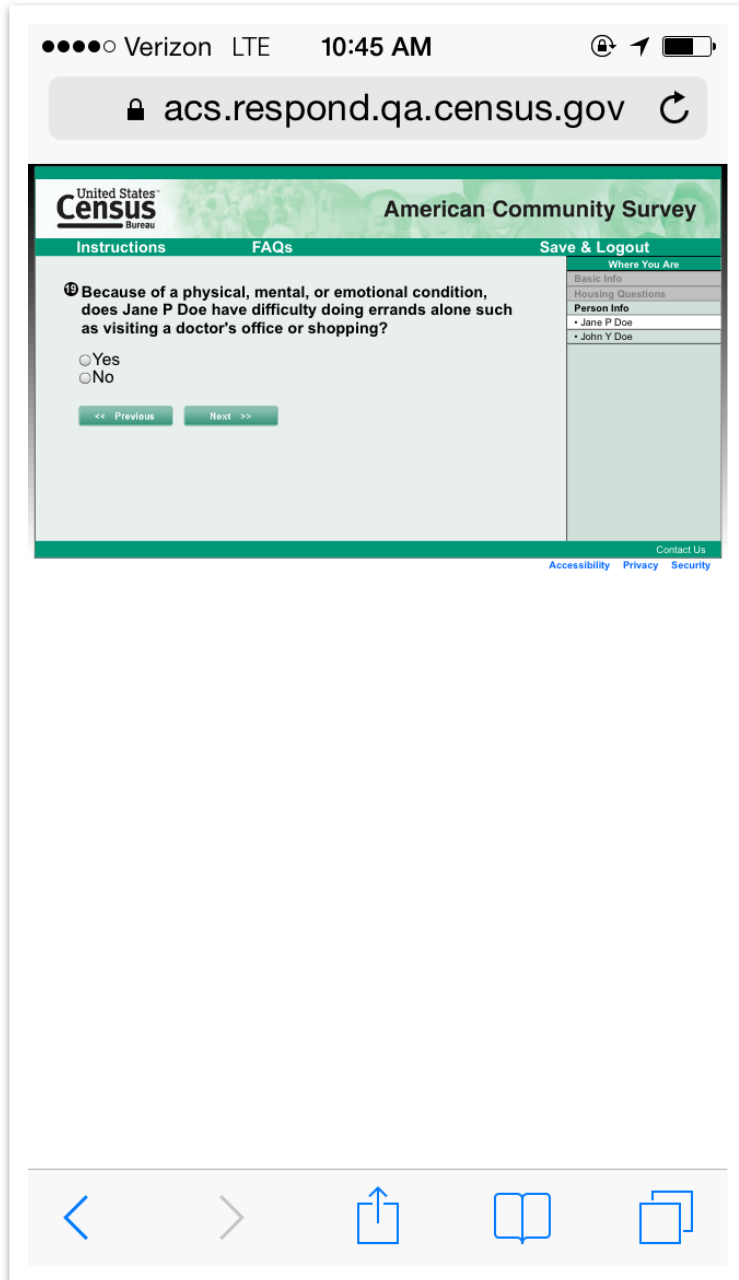 Verizon LTE 10:45 AM
acs.respond.qa.census.gov
United States™
Census
Bureau
American Community Survey
Instructions FAQs Save & Logout
Where You Are
Basic Info
Housing Questions
Person Info
• Jane P Doe
• John Y Doe
19 Because of a physical, mental, or emotional condition,
does Jane P Doe have difficulty doing errands alone such
as visiting a doctor's office or shopping?
Yes
No
<< Previous Next >>
Contact Us
Accessibility Privacy Security